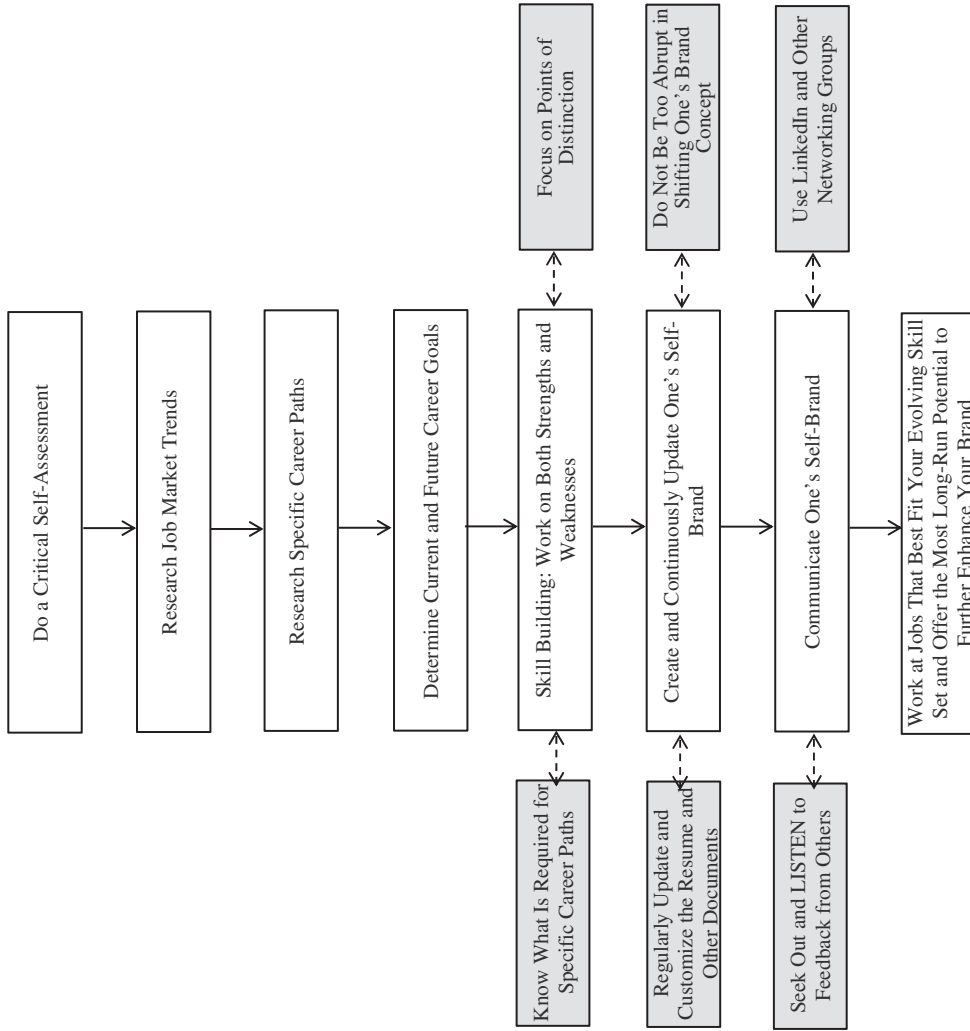 Do a Critical Self-Assessment
Research Job Market Trends
Research Specific Career Paths
Determine Current and Future Career Goals
Know What Is Required for
Specific Career Paths
Skill Building: Work on Both Strengths and
Weaknesses
Focus on Points of
Distinction
Regularly Update and
Customize the Resume and
Other Documents
Create and Continuously Update One's Self-
Brand
Do Not Be Too Abrupt in
Shifting One's Brand
Concept
Seek Out and LISTEN to
Feedback from Others
Communicate One's Self-Brand
Use LinkedIn and Other
Networking Groups
Work at Jobs That Best Fit Your Evolving Skill
Set and Offer the Most Long-Run Potential to
Further Enhance Your Brand